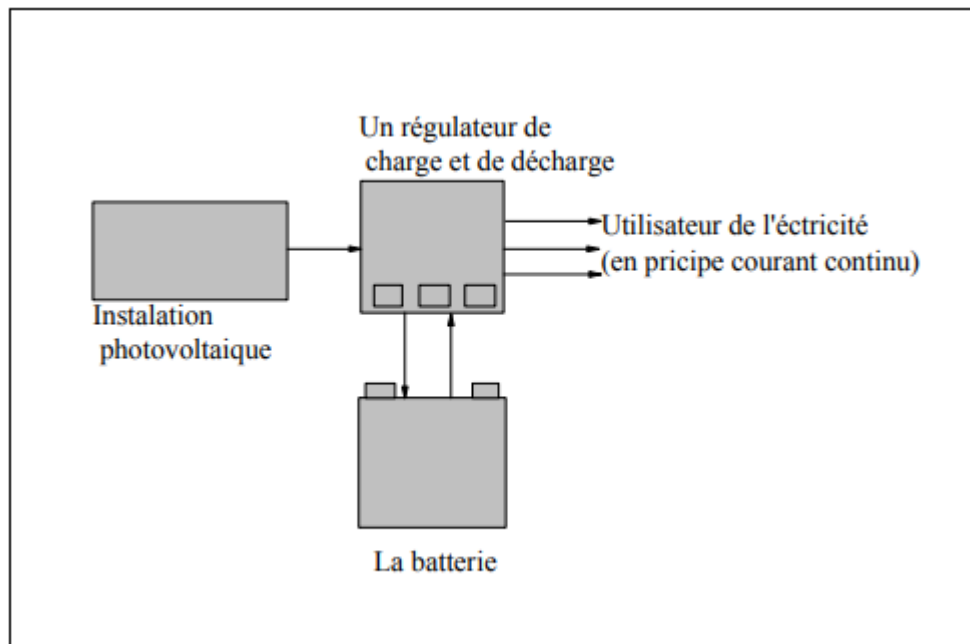 Un régulateur de
charge et de décharge
Utilisateur de l'éctricité
(en pricipe courant continu)
Instalation
photovoltaique
La batterie